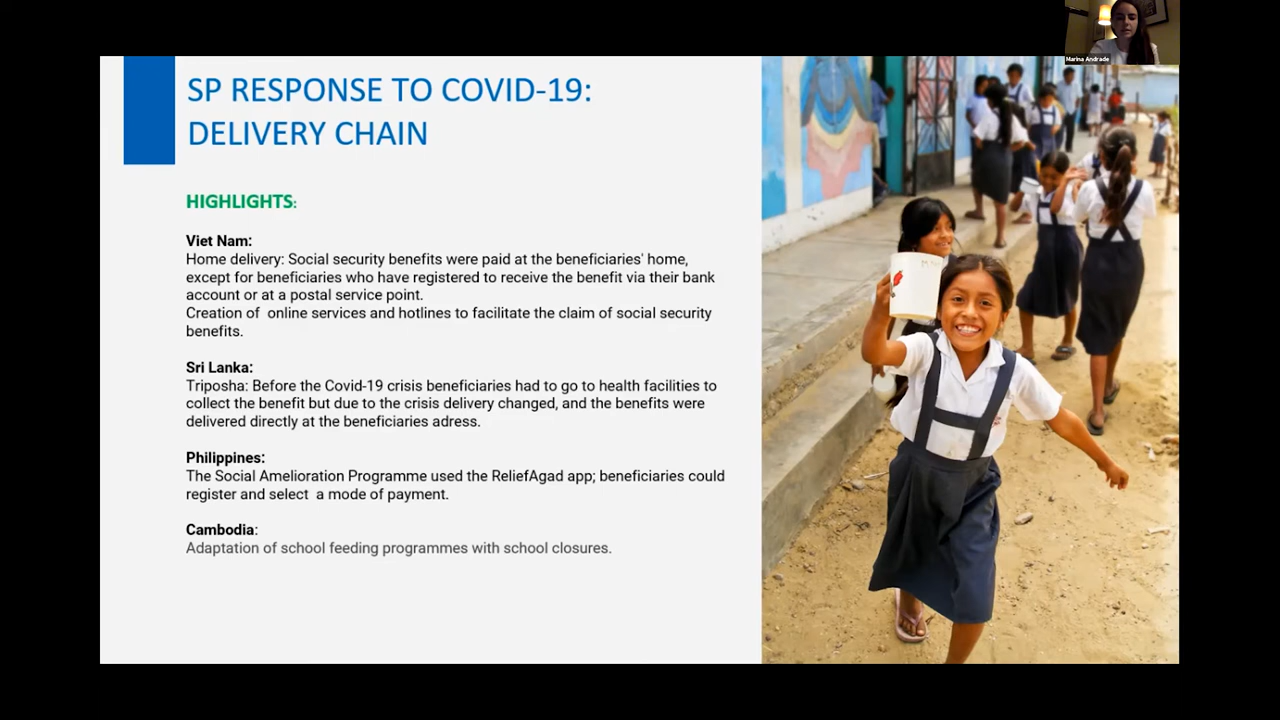 Marina Andrade
SP RESPONSE TO COVID-19:
DELIVERY CHAIN
HIGHLIGHTS:
Viet Nam:
Home delivery: Social security benefits were paid at the beneficiaries' home,
except for beneficiaries who have registered to receive the benefit via their bank
account or at a postal service point.
Creation of  online services and hotlines to facilitate the claim of social security
benefits.
Sri Lanka:
Triposha: Before the Covid-19 crisis beneficiaries had to go to health facilities to
collect the benefit but due to the crisis delivery changed, and the benefits were
delivered directly at the beneficiaries adress.
Philippines:
The Social Amelioration Programme used the ReliefAgad app; beneficiaries could
register and select  a mode of payment.
Cambodia:
Adaptation of school feeding programmes with school closures.